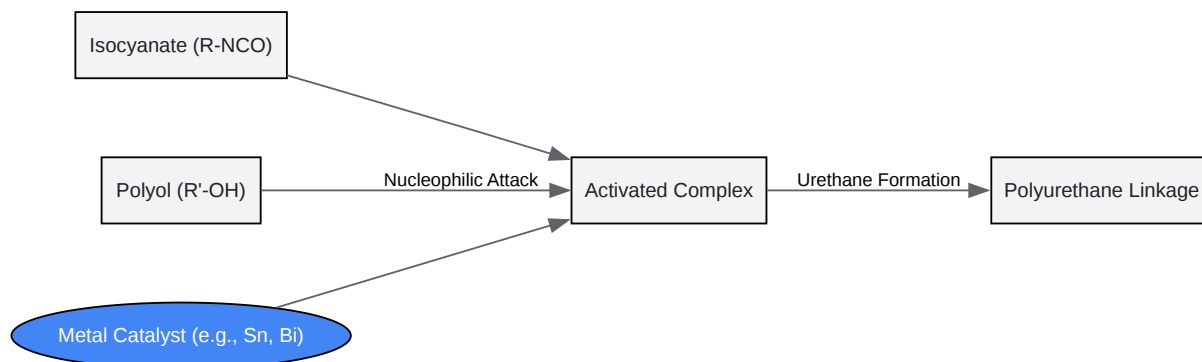 Isocyanate (R-NCO)
Polyol (R'-OH)
Nucleophilic Attack
Activated Complex
Urethane Formation
Polyurethane Linkage
Metal Catalyst (e.g., Sn, Bi)